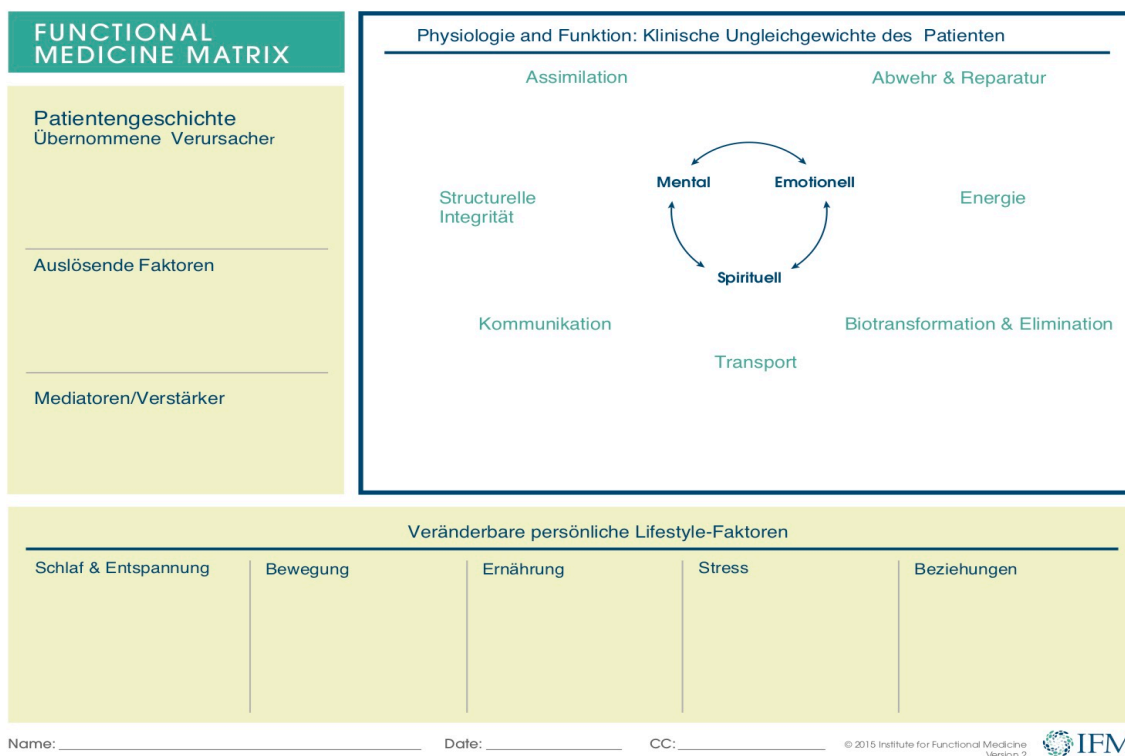 FUNCTIONAL
MEDICINE MATRIX
Patientengeschichte
Übernommene Verursacher
Auslösende Faktoren
Mediatoren/Verstärker
Physiologie and Funktion: Klinische Ungleichgewichte des Patienten
Assimilation
Abwehr & Reparatur
Mental
Emotionell
Structurelle
Integrität
Energie
Spirituell
Kommunikation
Biotransformation & Elimination
Transport
Veränderbare persönliche Lifestyle-Faktoren
Schlaf & Entspannung
Bewegung
Ernährung
Stress
Beziehungen
Name:
Date:
CC:
© 2015 Institute for Functional Medicine
Version 2
IFM